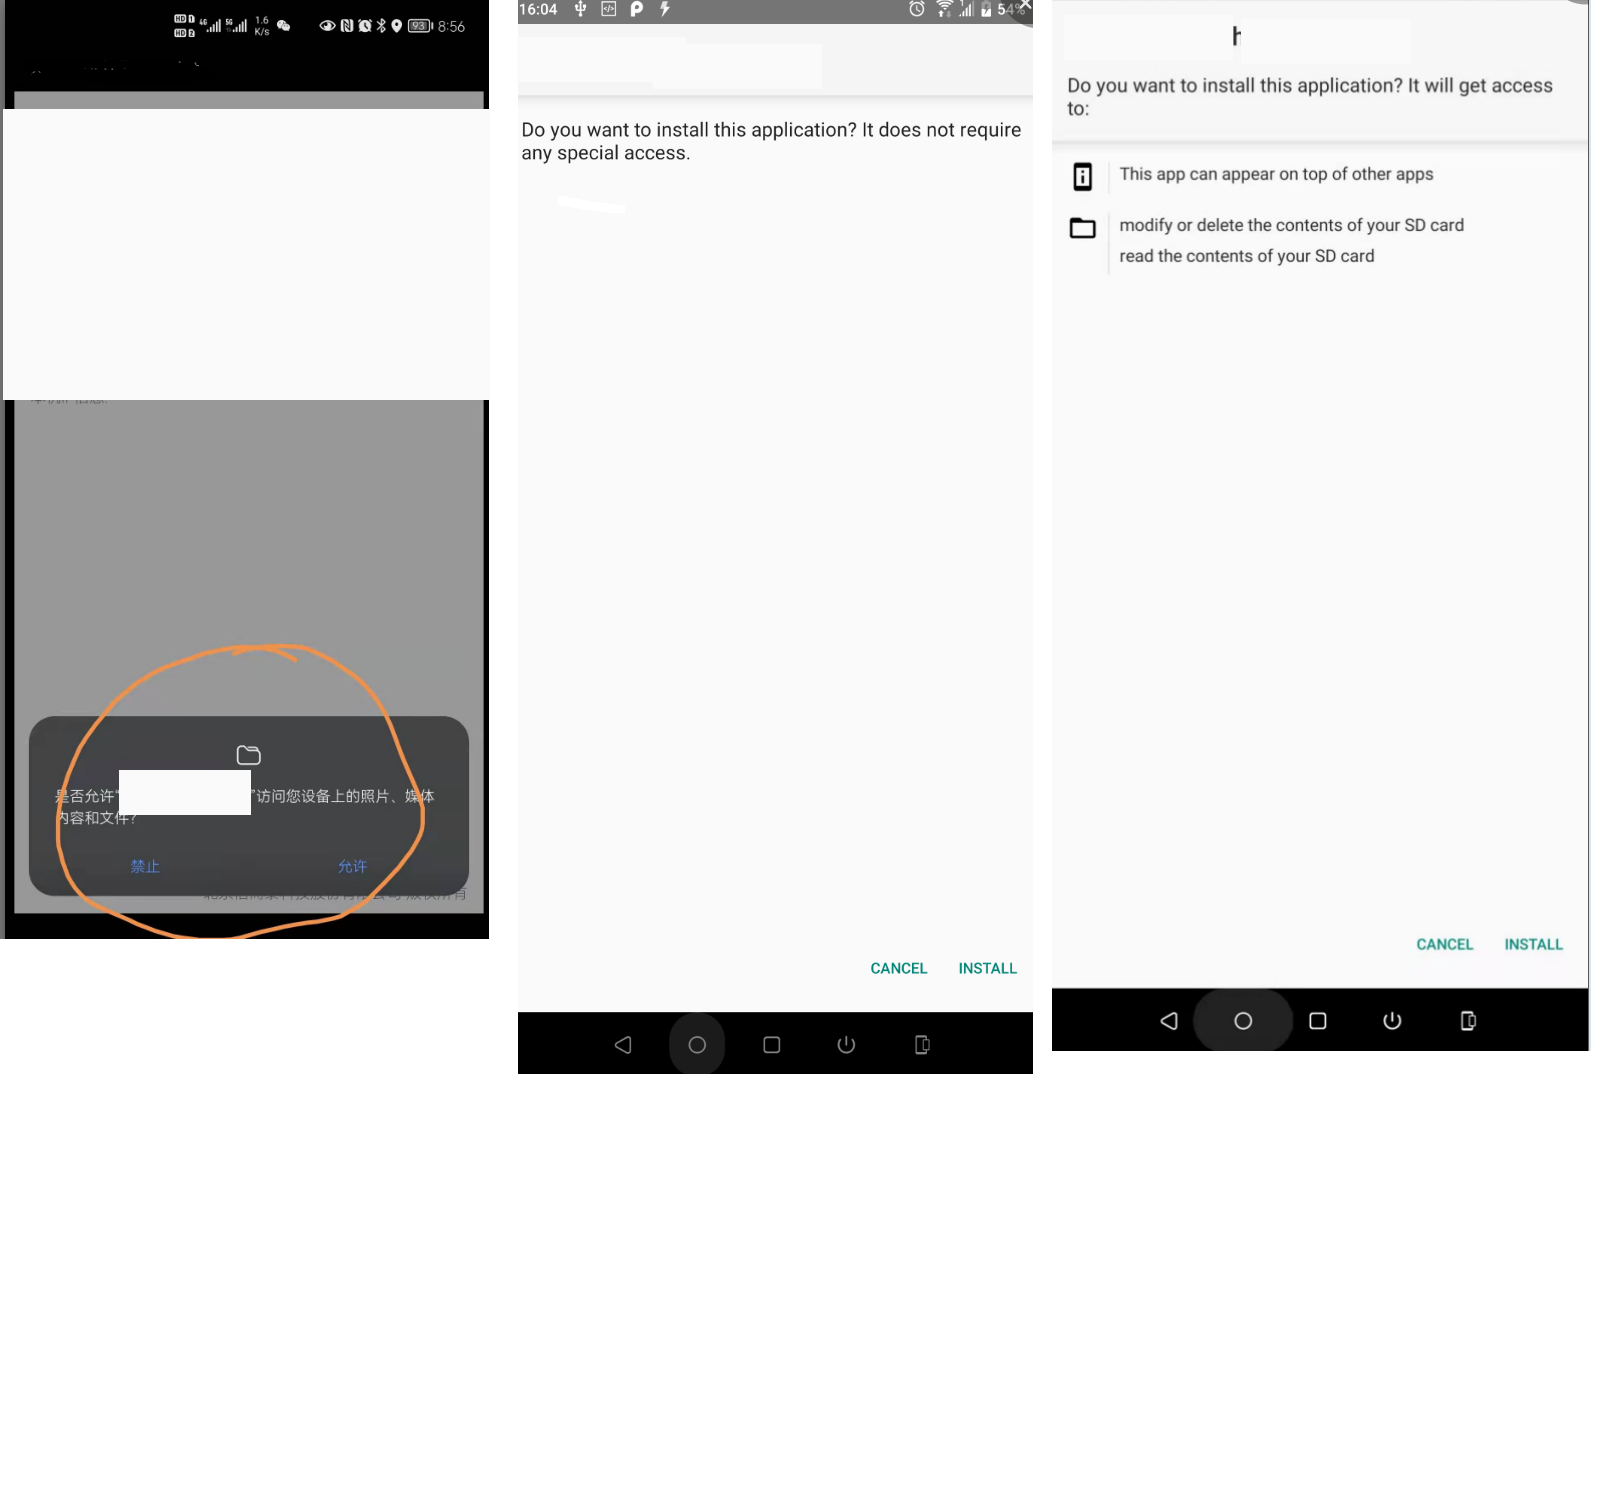 HD 1 4G 5G 1.6
HD 2 K/s 93 8:56
是否允许“ ”访问您设备上的照片、媒体
内容和文件?
禁止 允许
16:04 54%
Do you want to install this application? It does not require
any special access.
CANCEL INSTALL
h
Do you want to install this application? It will get access
to:
This app can appear on top of other apps
modify or delete the contents of your SD card
read the contents of your SD card
CANCEL INSTALL